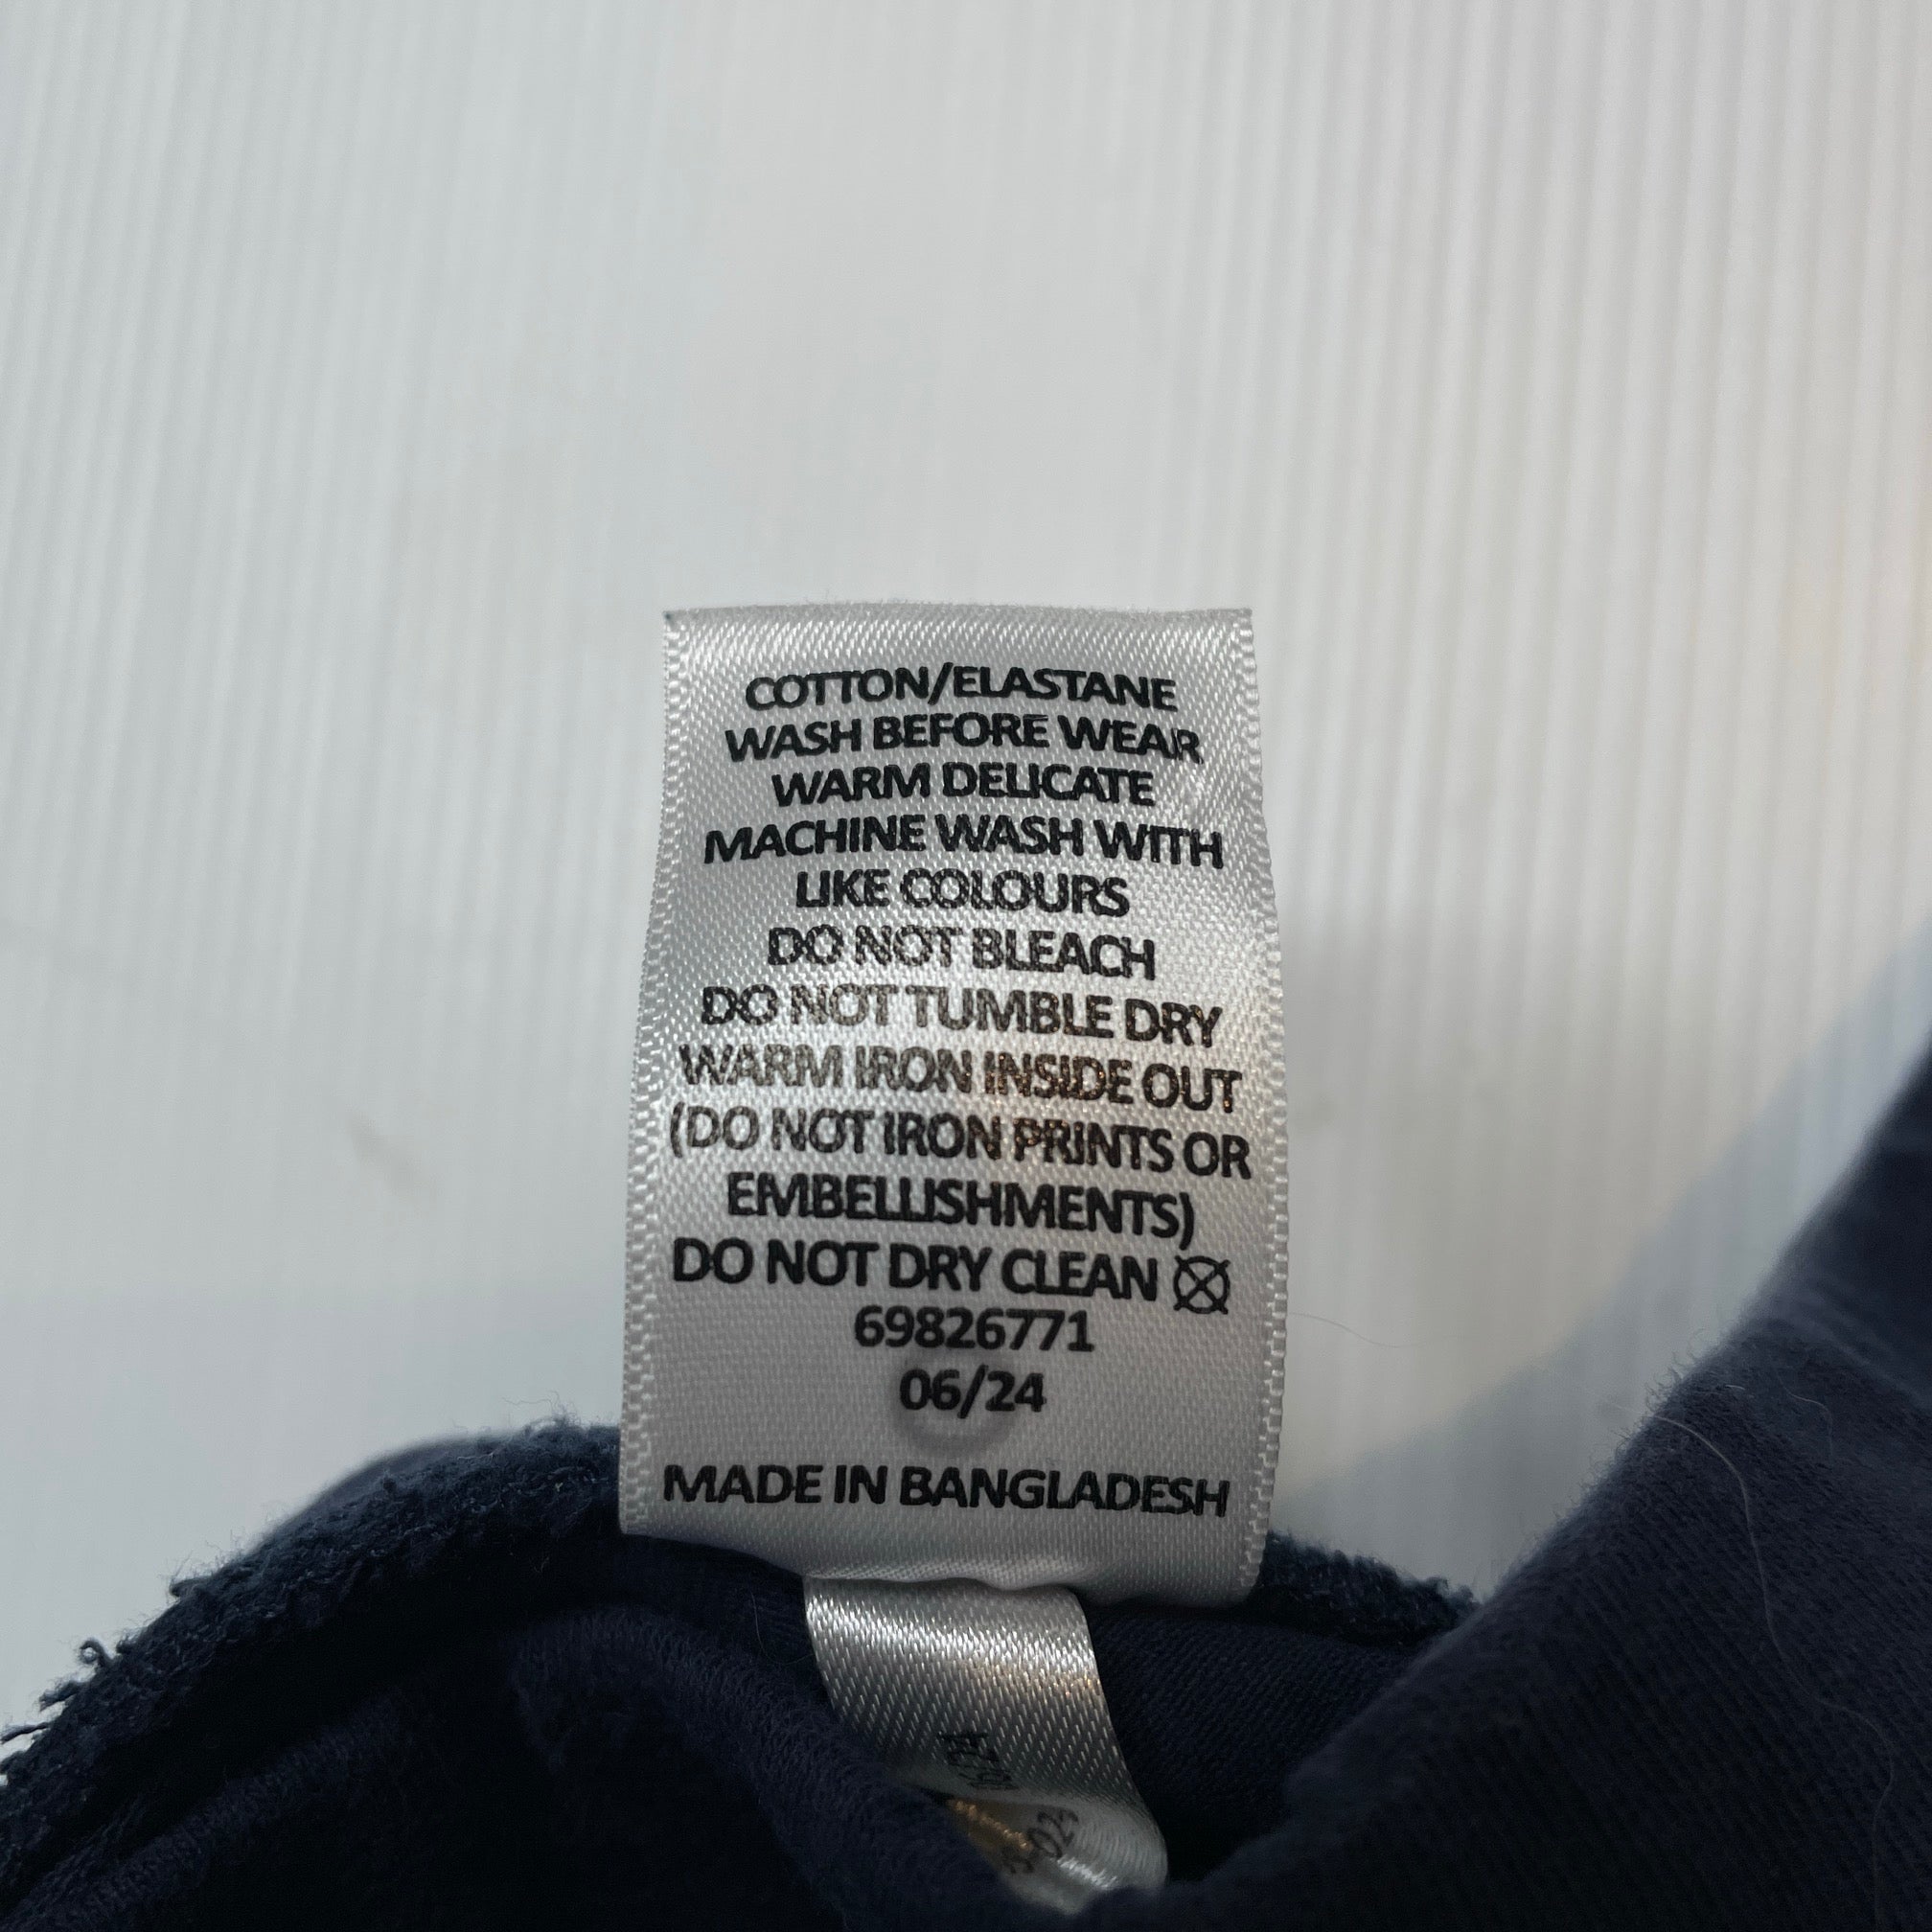 COTTON/ELASTANE
WASH BEFORE WEAR
WARM DELICATE
MACHINE WASH WITH
LIKE COLOURS
DO NOT BLEACH
DO NOT TUMBLE DRY
WARM IRON INSIDE OUT
(DO NOT IRON PRINTS OR
EMBELLISHMENTS)
DO NOT DRY CLEAN
69826771
06/24
MADE IN BANGLADESH